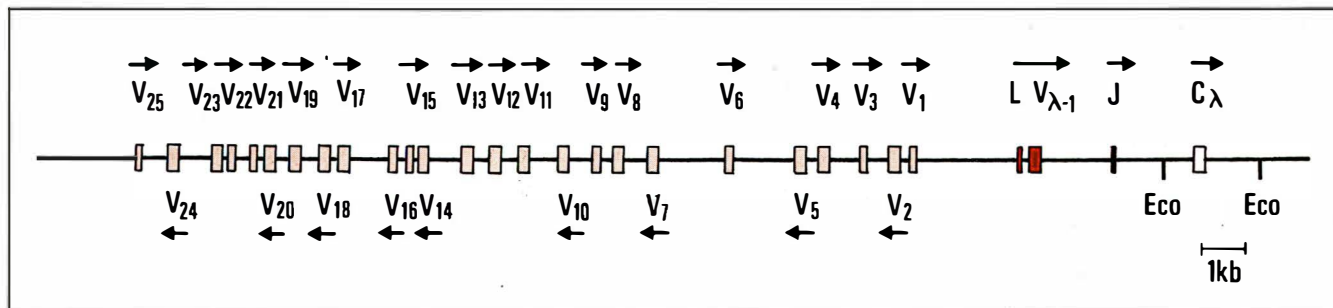 V25 V23 V22 V21 V19 V17 V15 V13 V12 V11 V9 V8 V6 V4 V3 V1 L Vλ-1 J Cλ
V24 V20 V18 V16 V14 V10 V7 V5 V2 Eco Eco
1kb